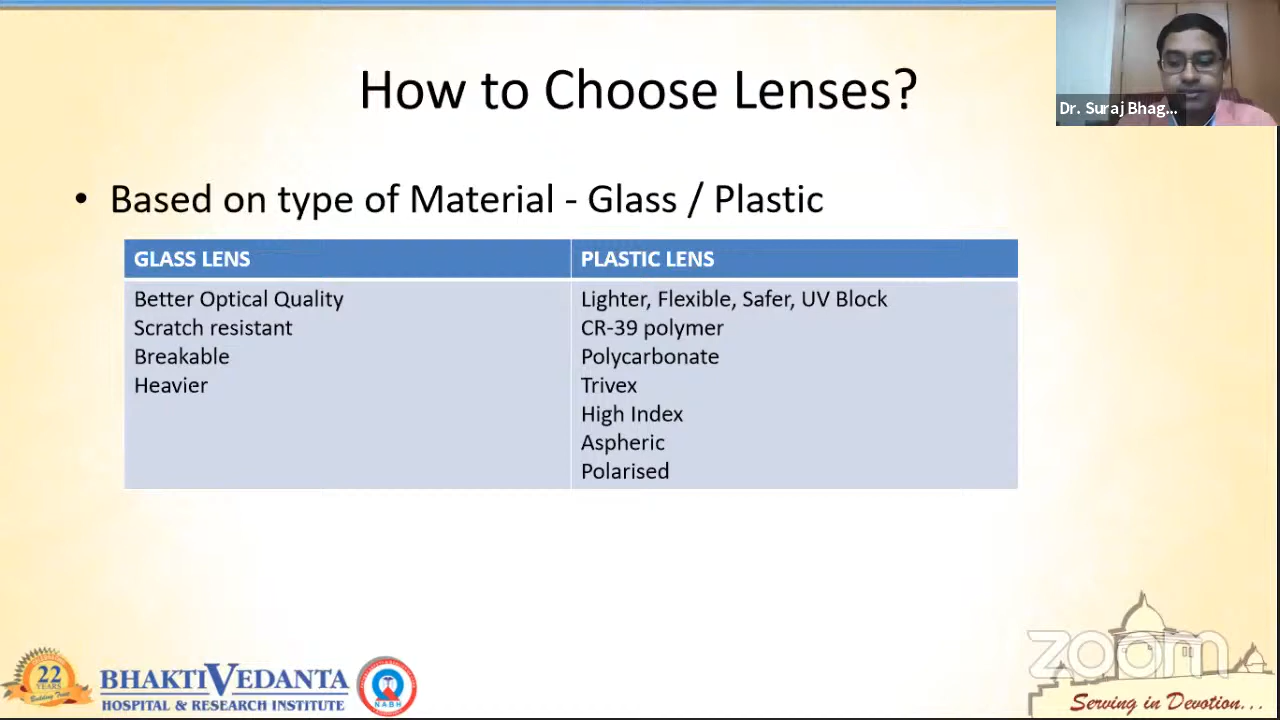 How to Choose Lenses?
Dr. Suraj Bhag...
• Based on type of Material - Glass / Plastic
GLASS LENS
PLASTIC LENS
Better Optical Quality
Scratch resistant
Breakable
Heavier
Lighter, Flexible, Safer, UV Block
CR-39 polymer
Polycarbonate
Trivex
High Index
Aspheric
Polarised
22
YEARS
Building Trust
BHAKTIVEDANTA
HOSPITAL & RESEARCH INSTITUTE
NABH
zoom
Serving in Devotion...